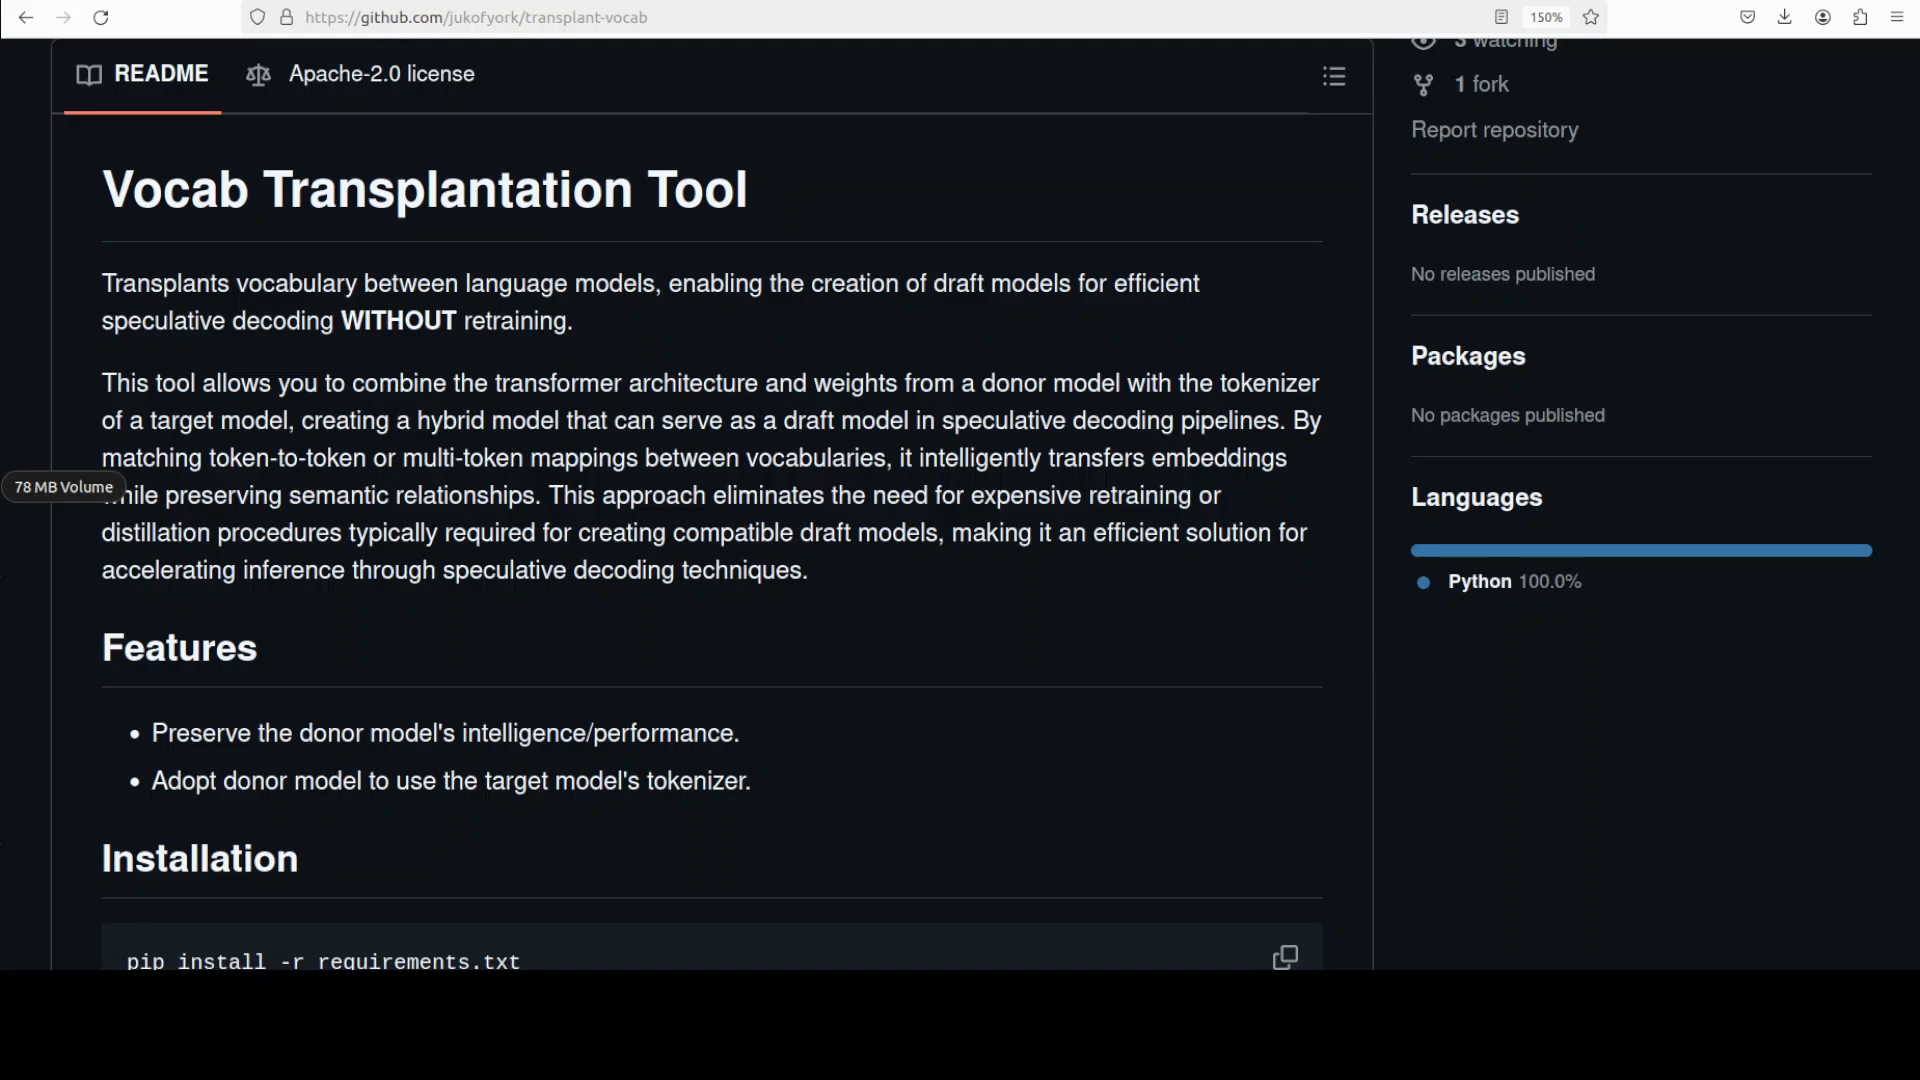 https://github.com/jukofyork/transplant-vocab
150%
3 watching
README
Apache-2.0 license
1 fork
Report repository
Vocab Transplantation Tool
Releases
No releases published
Transplants vocabulary between language models, enabling the creation of draft models for efficient
speculative decoding WITHOUT retraining.
Packages
No packages published
This tool allows you to combine the transformer architecture and weights from a donor model with the tokenizer
of a target model, creating a hybrid model that can serve as a draft model in speculative decoding pipelines. By
matching token-to-token or multi-token mappings between vocabularies, it intelligently transfers embeddings
78 MB Volume
while preserving semantic relationships. This approach eliminates the need for expensive retraining or
distillation procedures typically required for creating compatible draft models, making it an efficient solution for
accelerating inference through speculative decoding techniques.
Languages
Python 100.0%
Features
• Preserve the donor model's intelligence/performance.
• Adopt donor model to use the target model's tokenizer.
Installation
pip install -r requirements.txt